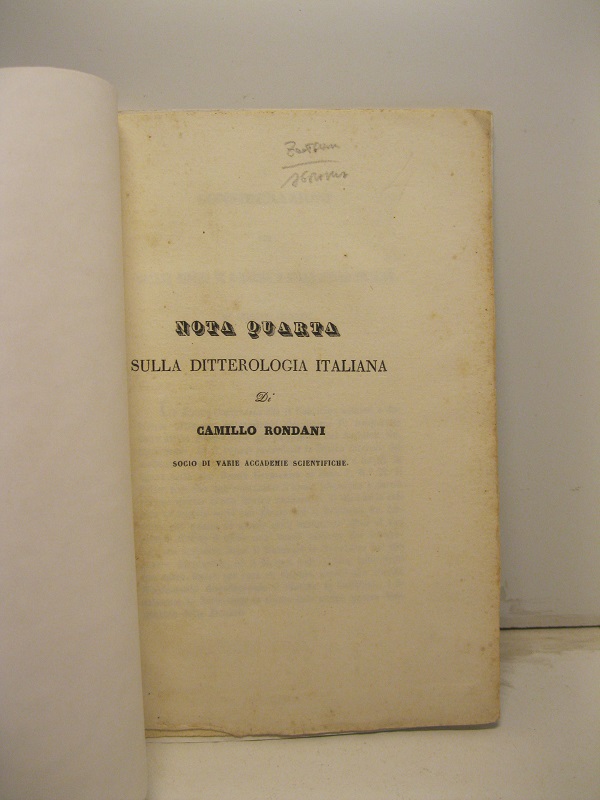 NOTA QUARTA
SULLA DITTEROLOGIA ITALIANA
Di
CAMILLO RONDANI
SOCIO DI VARIE ACCADEMIE SCIENTIFICHE.